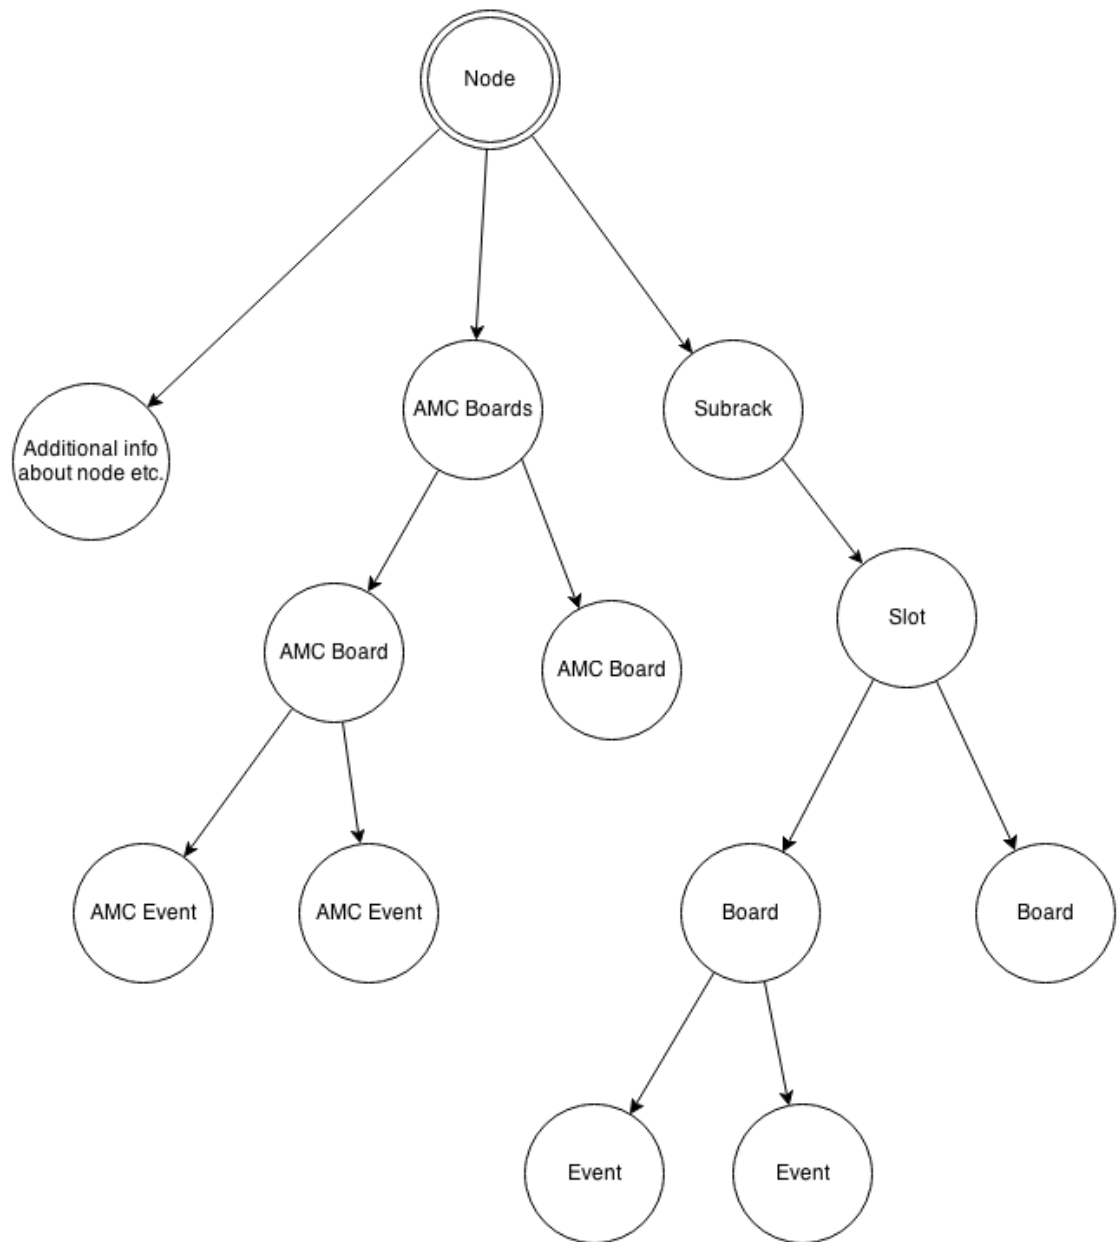 Node
AMC Boards
Subrack
Additional info
about node etc.
Slot
AMC Board
AMC Board
AMC Event
AMC Event
Board
Board
Event
Event